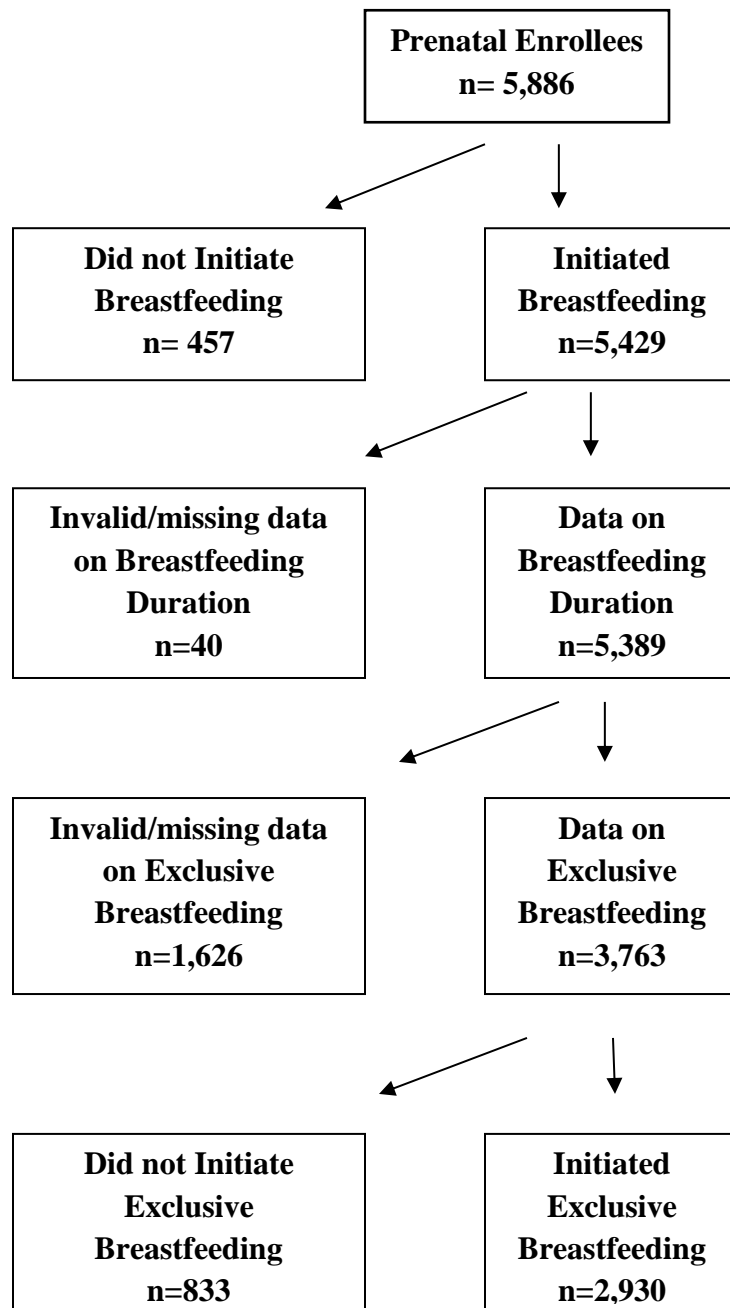 Prenatal Enrollees
n= 5,886
Did not Initiate
Breastfeeding
n= 457
Initiated
Breastfeeding
n=5,429
Invalid/missing data
on Breastfeeding
Duration
n=40
Data on
Breastfeeding
Duration
n=5,389
Invalid/missing data
on Exclusive
Breastfeeding
n=1,626
Data on
Exclusive
Breastfeeding
n=3,763
Did not Initiate
Exclusive
Breastfeeding
n=833
Initiated
Exclusive
Breastfeeding
n=2,930